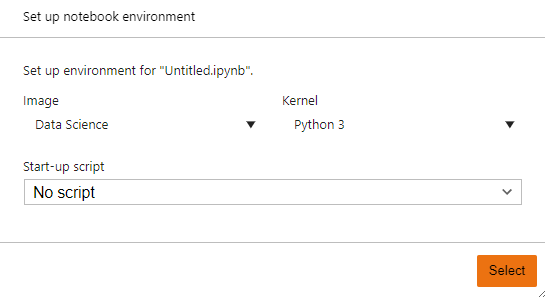 Set up notebook environment
Set up environment for "Untitled.ipynb".
Image Kernel
Data Science Python 3
Start-up script
No script
Select